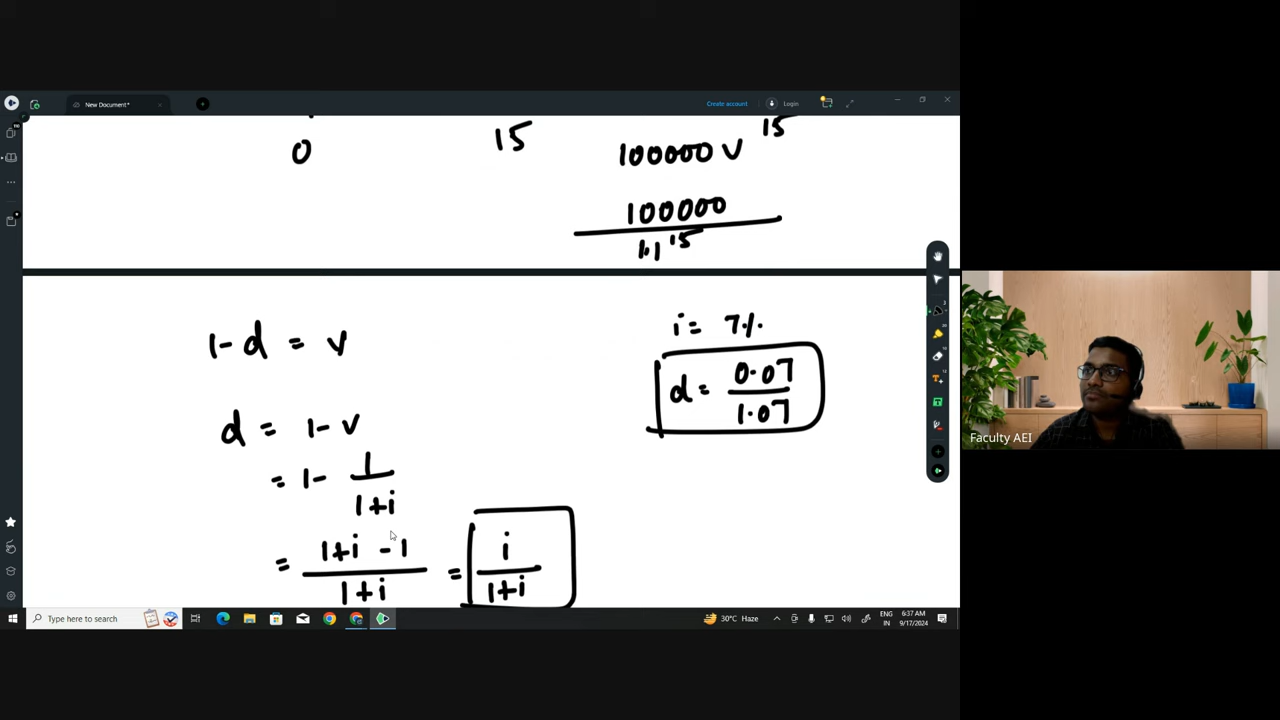 New Document*
Create account
Login
0
15
100000 v^15
100000
1.1^15
1 - d = v
d = 1 - v
= 1 - 1/(1+i)
= (1+i - 1)/(1+i) = i/(1+i)
i = 7%
d = 0.07/1.07
Faculty AEI
Type here to search
30°C Haze
ENG
IN
6:37 AM
9/17/2024